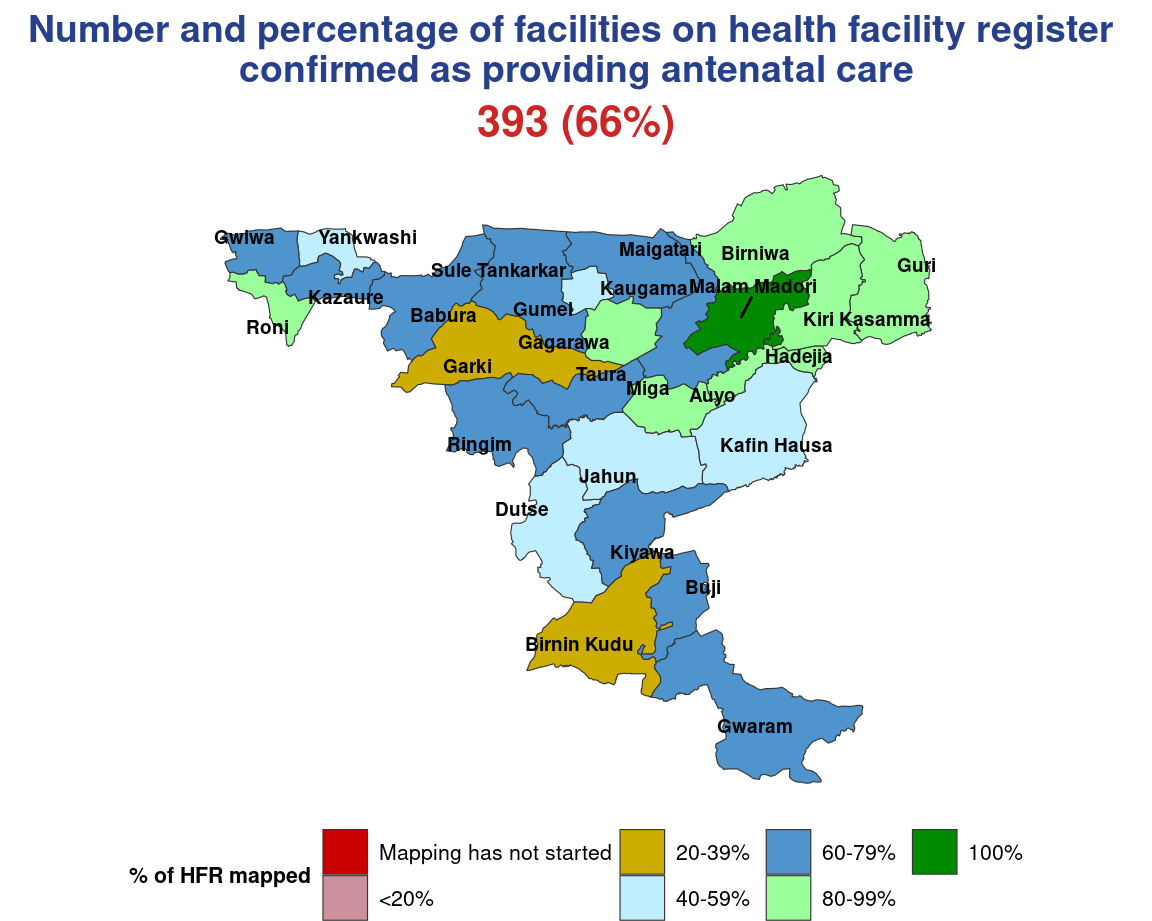 Number and percentage of facilities on health facility register
confirmed as providing antenatal care
393 (66%)
Gwiwa
Yankwashi
Maigatari
Birniwa
Guri
Sule Tankarkar
Kaugama
Malam Madori
Kazaure
Roni
Babura
Gumel
Kiri Kasamma
Gagarawa
Hadejia
Garki
Taura
Miga
Auyo
Ringim
Kafin Hausa
Jahun
Dutse
Kiyawa
Buji
Birnin Kudu
Gwaram
% of HFR mapped
Mapping has not started
<20%
20-39%
40-59%
60-79%
80-99%
100%